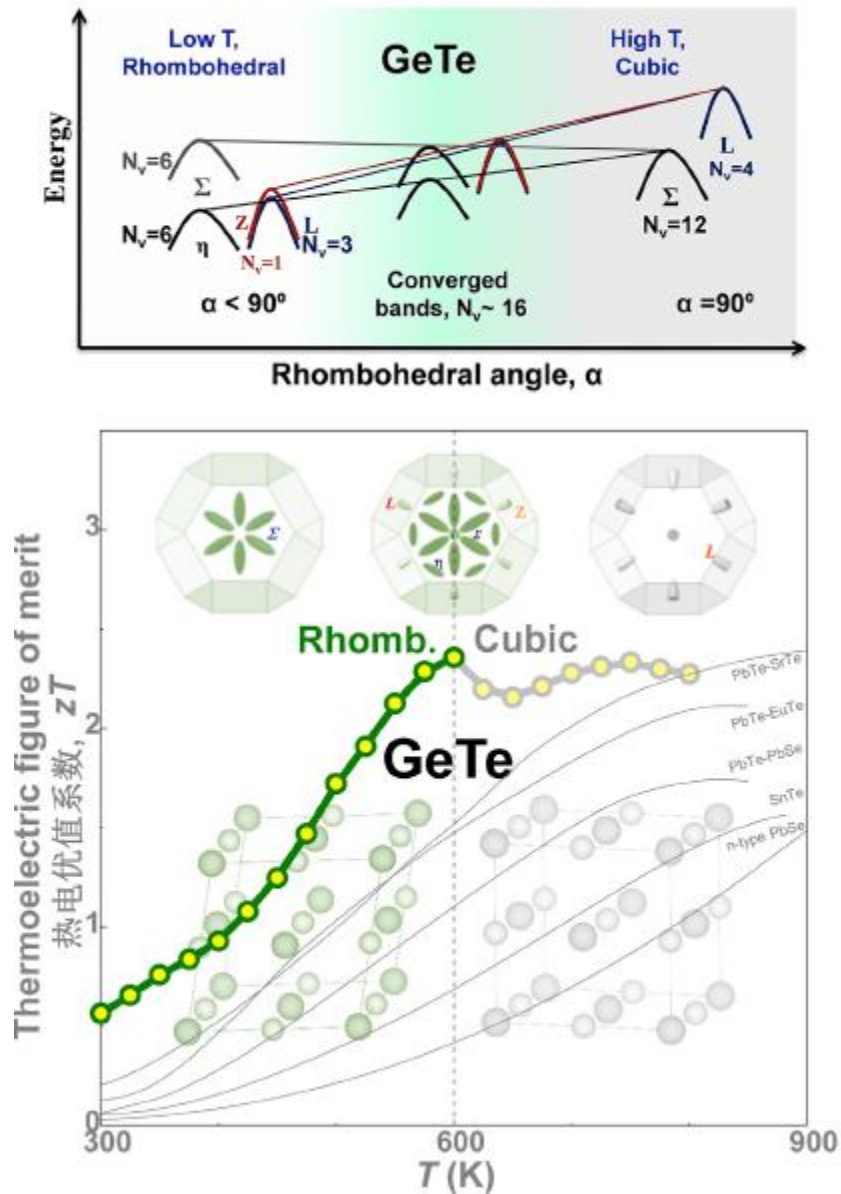 Low T,
Rhombohedral
GeTe
High T,
Cubic
Energy
Nᵥ=6
Σ
Nᵥ=6
η
Z
Nᵥ=1
L
Nᵥ=3
L
Nᵥ=4
Σ
Nᵥ=12
Converged
bands, Nᵥ~ 16
α < 90º
α =90º
Rhombohedral angle, α
Thermoelectric figure of merit
热电优值系数, zT
3
2
1
0
Σ
L
Z
Σ
η
L
Rhomb.
Cubic
GeTe
PbTe-SrTe
PbTe-EuTe
PbTe-PbSe
SnTe
n-type PbSe
300
600
900
T (K)